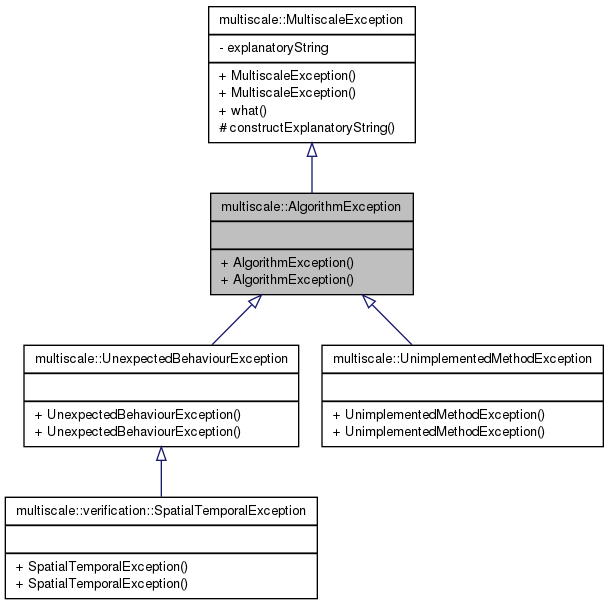 multiscale::MultiscaleException
- explanatoryString
+ MultiscaleException()
+ MultiscaleException()
+ what()
# constructExplanatoryString()
multiscale::AlgorithmException
+ AlgorithmException()
+ AlgorithmException()
multiscale::UnexpectedBehaviourException
+ UnexpectedBehaviourException()
+ UnexpectedBehaviourException()
multiscale::UnimplementedMethodException
+ UnimplementedMethodException()
+ UnimplementedMethodException()
multiscale::verification::SpatialTemporalException
+ SpatialTemporalException()
+ SpatialTemporalException()